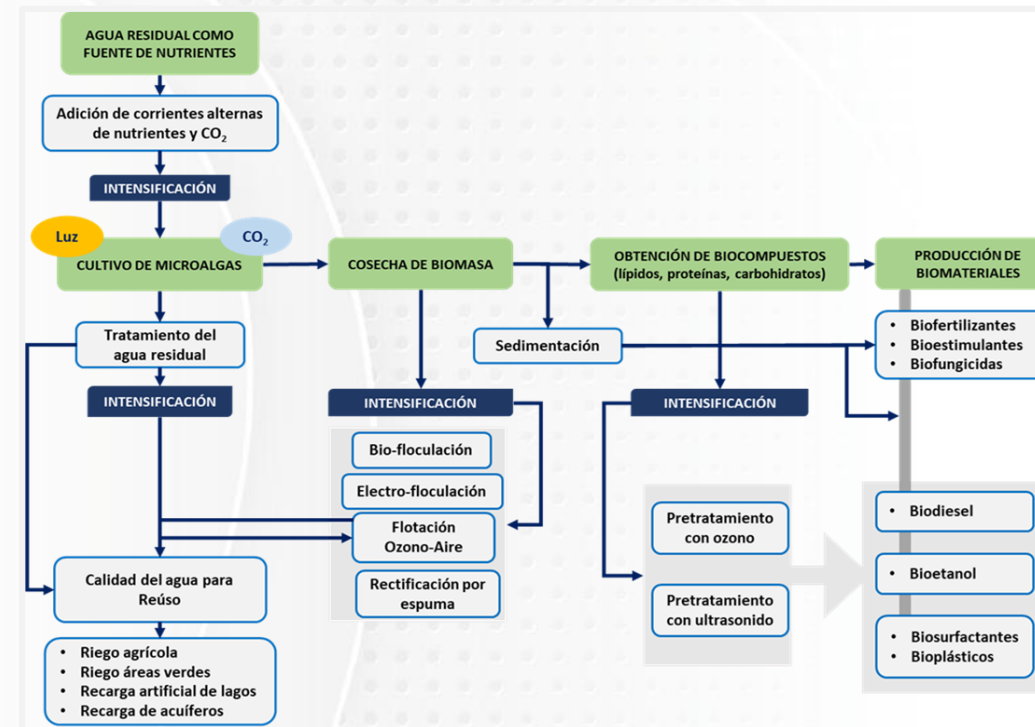 AGUA RESIDUAL COMO
FUENTE DE NUTRIENTES
Adición de corrientes alternas
de nutrientes y CO₂
INTENSIFICACIÓN
Luz
CO₂
CULTIVO DE MICROALGAS
COSECHA DE BIOMASA
OBTENCIÓN DE BIOCOMPUESTOS
(lípidos, proteínas, carbohidratos)
PRODUCCIÓN DE
BIOMATERIALES
Tratamiento del
agua residual
Sedimentación
• Biofertilizantes
• Bioestimulantes
• Biofungicidas
INTENSIFICACIÓN
INTENSIFICACIÓN
INTENSIFICACIÓN
Bio-floculación
Electro-floculación
Flotación
Ozono-Aire
Rectificación por
espuma
Pretratamiento
con ozono
Pretratamiento
con ultrasonido
• Biodiesel
• Bioetanol
• Biosurfactantes
• Bioplásticos
Calidad del agua para
Reúso
• Riego agrícola
• Riego áreas verdes
• Recarga artificial de lagos
• Recarga de acuíferos